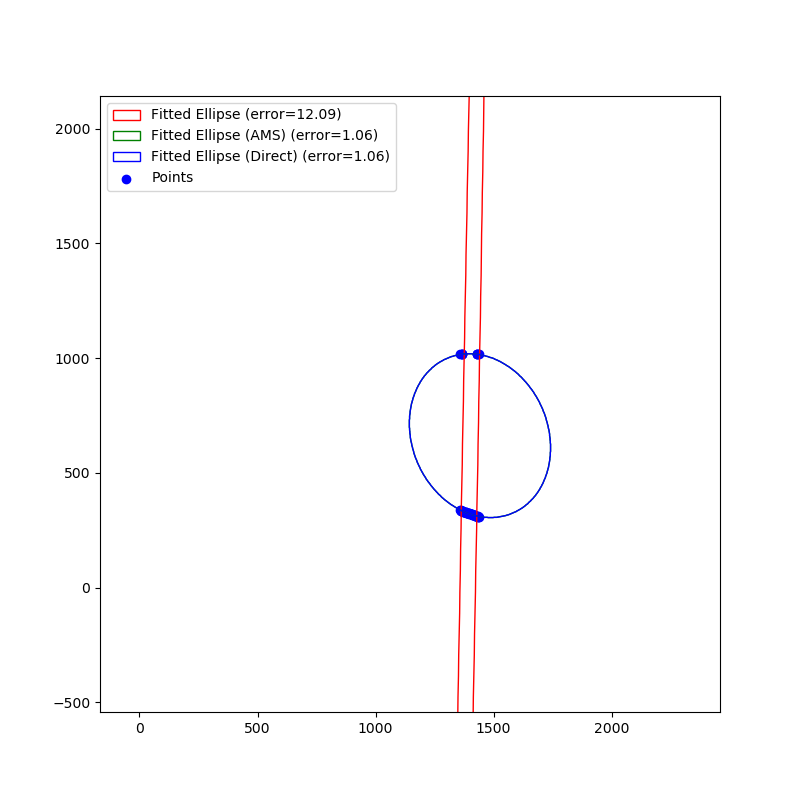 Fitted Ellipse (error=12.09)
Fitted Ellipse (AMS) (error=1.06)
Fitted Ellipse (Direct) (error=1.06)
Points
2000
1500
1000
500
0
−500
0
500
1000
1500
2000